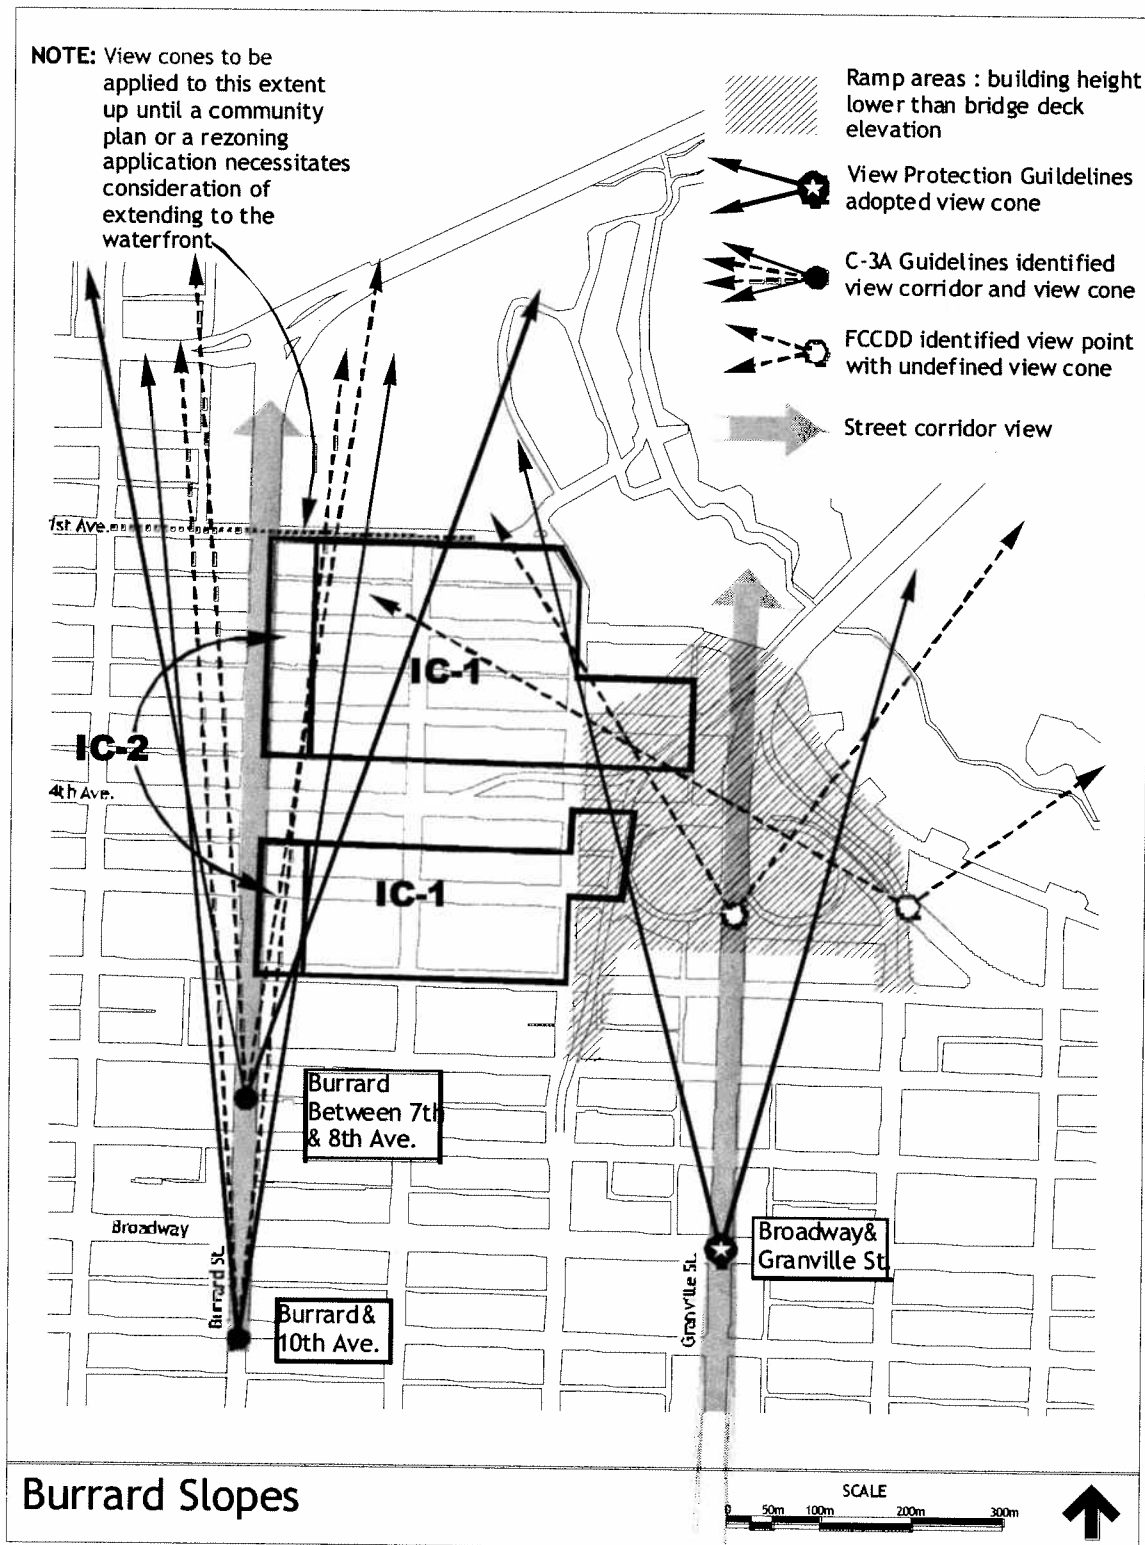 NOTE: View cones to be
applied to this extent
up until a community
plan or a rezoning
application necessitates
consideration of
extending to the
waterfront
Ramp areas : building height
lower than bridge deck
elevation
View Protection Guildelines
adopted view cone
C-3A Guidelines identified
view corridor and view cone
FCCDD identified view point
with undefined view cone
Street corridor view
1st Ave.
IC-1
IC-2
4th Ave.
IC-1
Burrard
Between 7th
& 8th Ave.
Broadway
Burrard St.
Burrard &
10th Ave.
Granville St.
Broadway&
Granville St.
Burrard Slopes
SCALE
0 50m 100m 200m 300m